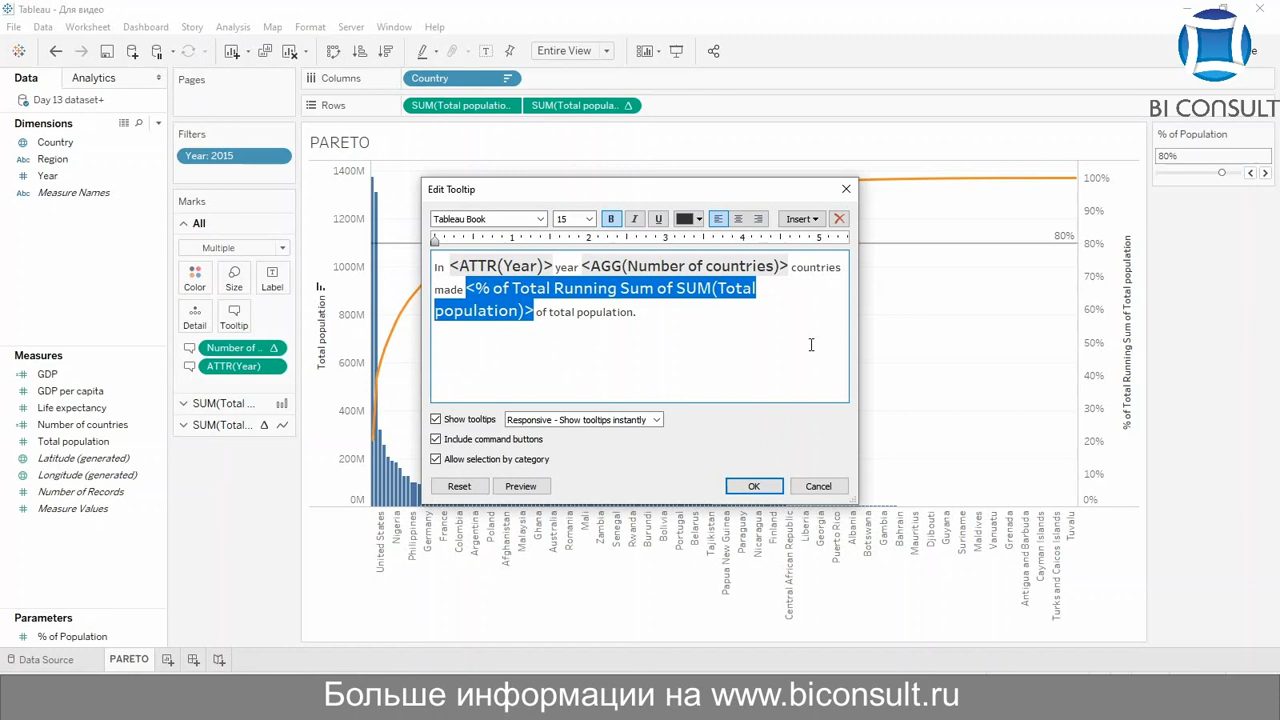 Tableau - Для видео
File Data Worksheet Dashboard Story Analysis Map Format Server Window Help
Entire View
BI CONSULT
Data Analytics
Day 13 dataset+
Dimensions
Country
Region
Year
Measure Names
Measures
GDP
GDP per capita
Life expectancy
Number of countries
Total population
Latitude (generated)
Longitude (generated)
Number of Records
Measure Values
Parameters
% of Population
Pages
Filters
Year: 2015
Marks
All
Multiple
Color Size Label
Detail Tooltip
Number of ..
ATTR(Year)
SUM(Total ...
SUM(Total...
Columns Country
Rows SUM(Total populatio.. SUM(Total popula..
PARETO
1400M
1200M
1000M
800M
600M
400M
200M
0M
Total population
100%
90%
80%
70%
60%
50%
40%
30%
20%
10%
0%
80%
% of Total Running Sum of Total population
% of Population
80%
Edit Tooltip
Tableau Book 15 B I U Insert
1 2 3 4 5
In <ATTR(Year)> year <AGG(Number of countries)> countries
made <% of Total Running Sum of SUM(Total
population)> of total population.
Show tooltips Responsive - Show tooltips instantly
Include command buttons
Allow selection by category
Reset Preview OK Cancel
United States
Nigeria
Philippines
Germany
France
Colombia
Argentina
Poland
Afghanistan
Malaysia
Ghana
Australia
Romania
Mali
Zambia
Senegal
Rwanda
Burundi
Bolivia
Portugal
Belarus
Tajikistan
Papua New Guinea
Paraguay
Nicaragua
Finland
Central African Republic
Liberia
Georgia
Puerto Rico
Albania
Botswana
Gambia
Bahrain
Mauritius
Djibouti
Guyana
Suriname
Maldives
Vanuatu
Grenada
Antigua and Barbuda
Cayman Islands
Turks and Caicos Islands
Tuvalu
Data Source PARETO
Больше информации на www.biconsult.ru